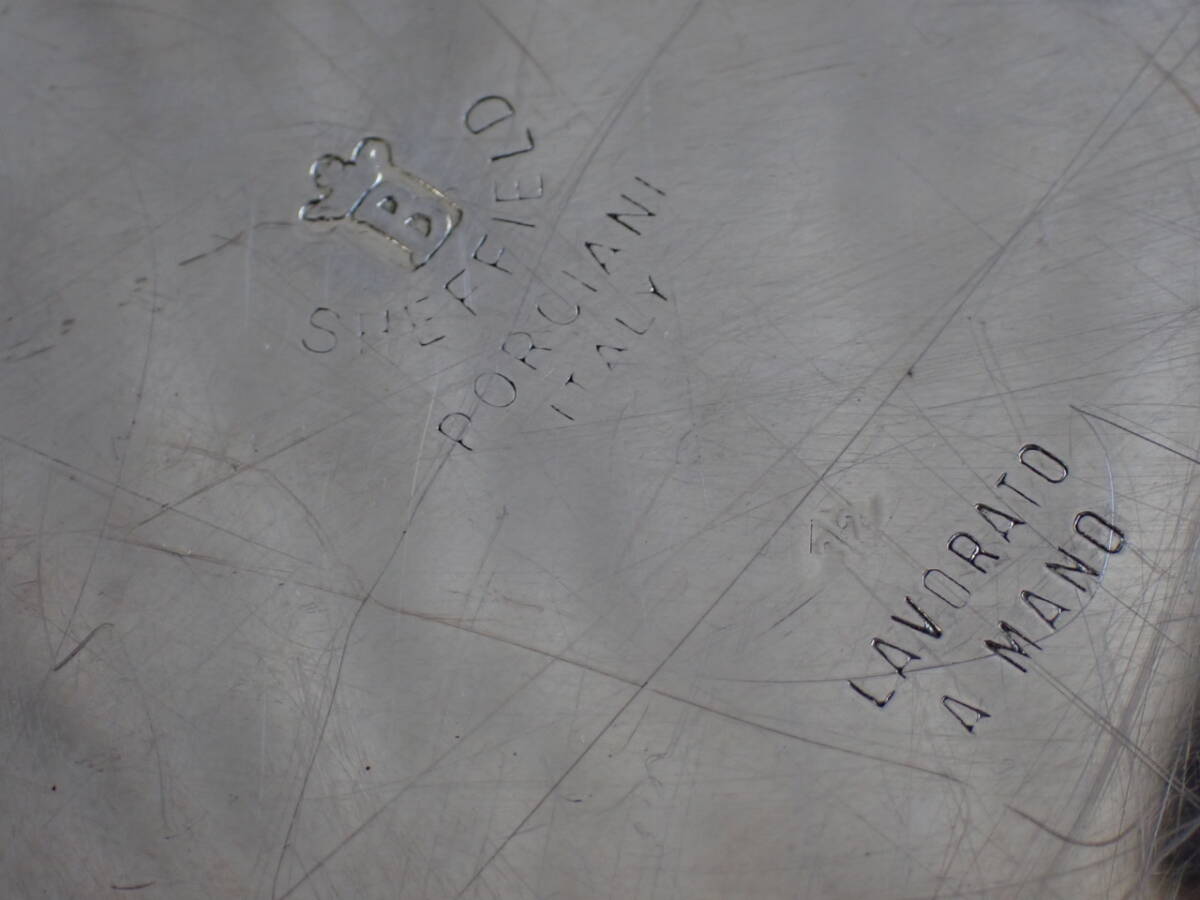 B
SHEFFIELD
PORCIANI
ITALY
LAVORATO
A MANO